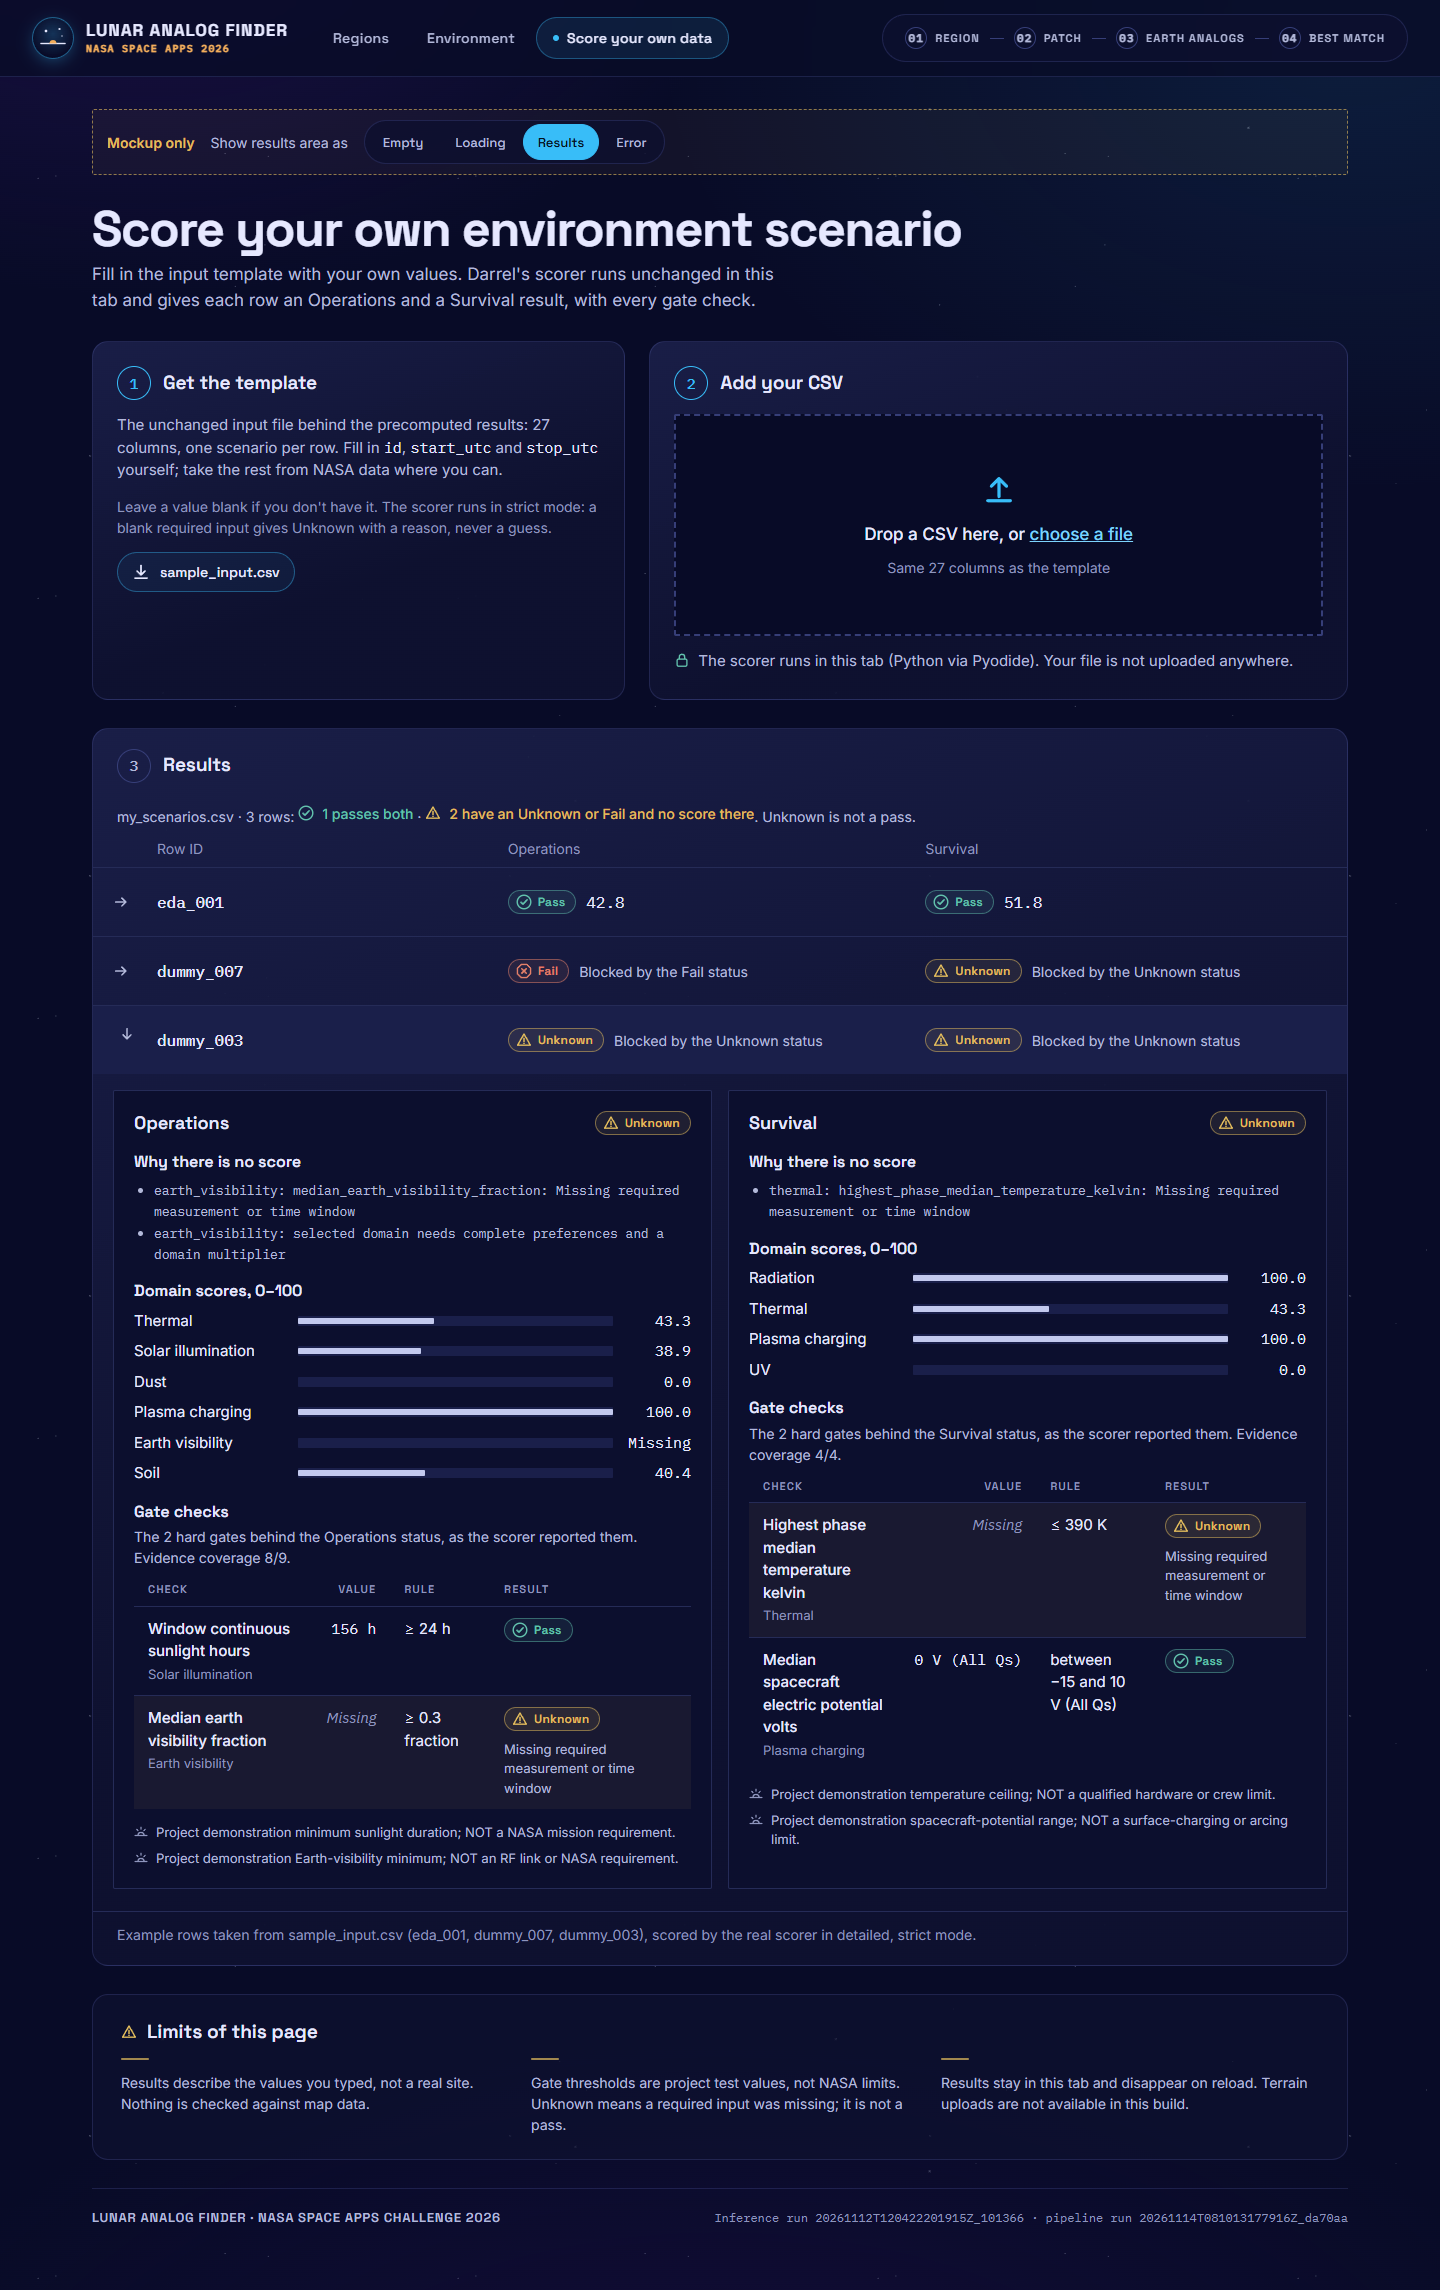 LUNAR ANALOG FINDER
NASA SPACE APPS 2026
Regions
Environment
Score your own data
01 REGION — 02 PATCH — 03 EARTH ANALOGS — 04 BEST MATCH
Mockup only Show results area as Empty Loading Results Error
Score your own environment scenario
Fill in the input template with your own values. Darrel's scorer runs unchanged in this
tab and gives each row an Operations and a Survival result, with every gate check.
1 Get the template
The unchanged input file behind the precomputed results: 27
columns, one scenario per row. Fill in id, start_utc and stop_utc
yourself; take the rest from NASA data where you can.
Leave a value blank if you don't have it. The scorer runs in strict mode: a
blank required input gives Unknown with a reason, never a guess.
sample_input.csv
2 Add your CSV
Drop a CSV here, or choose a file
Same 27 columns as the template
The scorer runs in this tab (Python via Pyodide). Your file is not uploaded anywhere.
3 Results
my_scenarios.csv · 3 rows: 1 passes both · 2 have an Unknown or Fail and no score there. Unknown is not a pass.
Row ID Operations Survival
→ eda_001 Pass 42.8 Pass 51.8
→ dummy_007 Fail Blocked by the Fail status Unknown Blocked by the Unknown status
↓ dummy_003 Unknown Blocked by the Unknown status Unknown Blocked by the Unknown status
Operations Unknown
Why there is no score
• earth_visibility: median_earth_visibility_fraction: Missing required
measurement or time window
• earth_visibility: selected domain needs complete preferences and a
domain multiplier
Domain scores, 0–100
Thermal 43.3
Solar illumination 38.9
Dust 0.0
Plasma charging 100.0
Earth visibility Missing
Soil 40.4
Gate checks
The 2 hard gates behind the Operations status, as the scorer reported them.
Evidence coverage 8/9.
CHECK VALUE RULE RESULT
Window continuous 156 h ≥ 24 h Pass
sunlight hours
Solar illumination
Median earth Missing ≥ 0.3 Unknown
visibility fraction fraction
Earth visibility
Missing required
measurement or time
window
Project demonstration minimum sunlight duration; NOT a NASA mission requirement.
Project demonstration Earth-visibility minimum; NOT an RF link or NASA requirement.
Survival Unknown
Why there is no score
• thermal: highest_phase_median_temperature_kelvin: Missing required
measurement or time window
Domain scores, 0–100
Radiation 100.0
Thermal 43.3
Plasma charging 100.0
UV 0.0
Gate checks
The 2 hard gates behind the Survival status, as the scorer reported them. Evidence
coverage 4/4.
CHECK VALUE RULE RESULT
Highest phase Missing ≤ 390 K Unknown
median
temperature
kelvin
Thermal
Missing required
measurement or
time window
Median 0 V (All Qs) between Pass
spacecraft −15 and 10
electric potential V (All Qs)
volts
Plasma charging
Project demonstration temperature ceiling; NOT a qualified hardware or crew limit.
Project demonstration spacecraft-potential range; NOT a surface-charging or arcing
limit.
Example rows taken from sample_input.csv (eda_001, dummy_007, dummy_003), scored by the real scorer in detailed, strict mode.
Limits of this page
Results describe the values you typed, not a real site.
Nothing is checked against map data.
Gate thresholds are project test values, not NASA limits.
Unknown means a required input was missing; it is not a
pass.
Results stay in this tab and disappear on reload. Terrain
uploads are not available in this build.
LUNAR ANALOG FINDER · NASA SPACE APPS CHALLENGE 2026
Inference run 20261112T120422201915Z_101366 · pipeline run 20261114T081013177916Z_da70aa